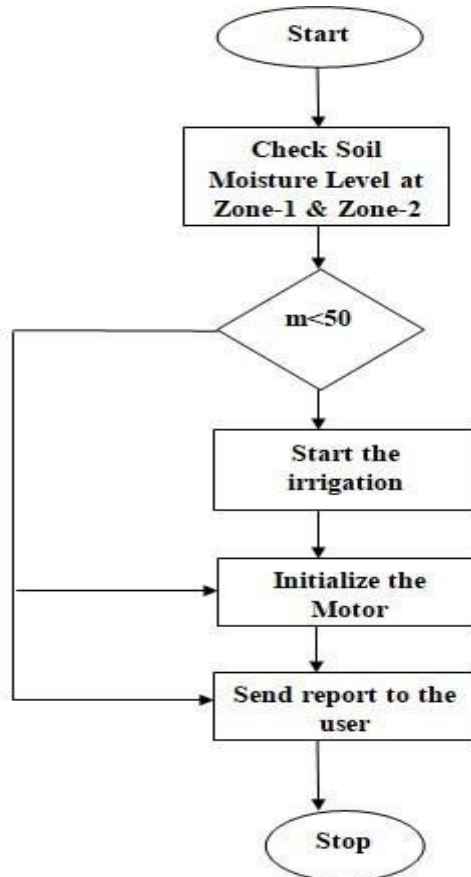 Start
Check Soil
Moisture Level at
Zone-1 & Zone-2
m<50
Start the
irrigation
Initialize the
Motor
Send report to the
user
Stop